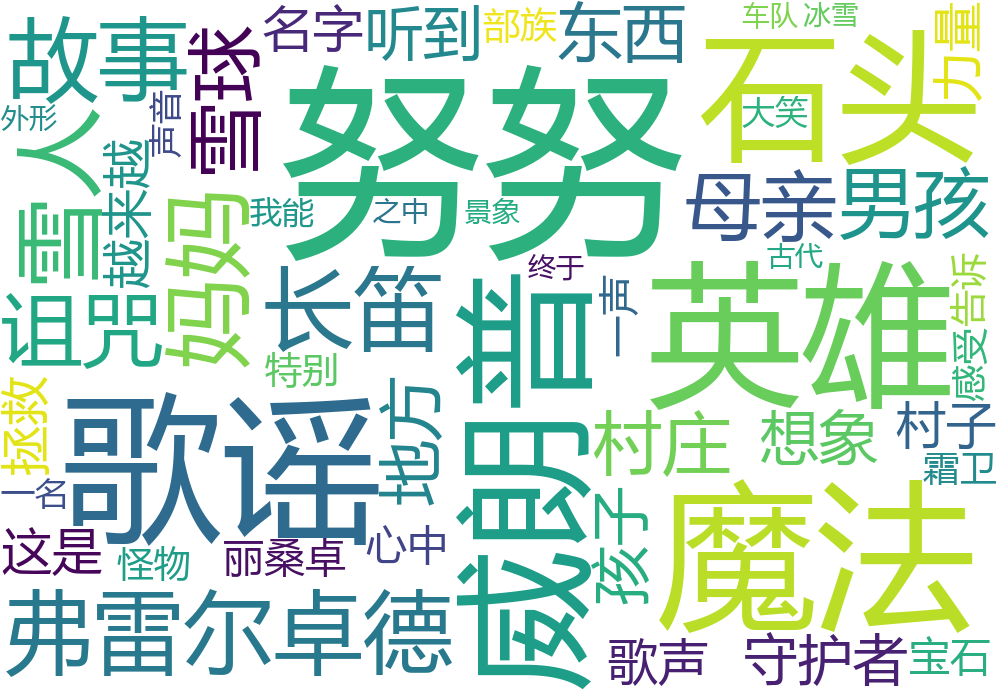 故事
雪球
名字
听到
部族
东西
车队
冰雪
力量
石头
大笑
外形
声音
雪人
越来越
努努
妈妈
我能
之中
景象
母亲
男孩
终于
古代
诅咒
长笛
威朗普
一声
英雄
告诉
感受
特别
拯救
歌谣
地方
村庄
想象
村子
霜卫
一名
这是
怪物
丽桑卓
心中
孩子
魔法
弗雷尔卓德
歌声
守护者
宝石